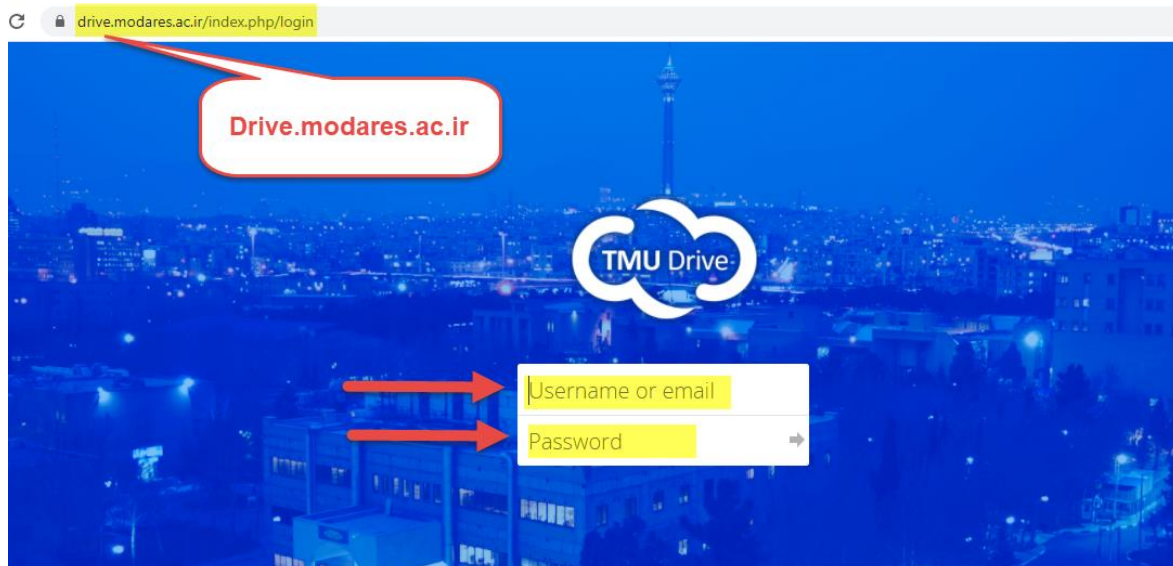 drive.modares.ac.ir/index.php/login
Drive.modares.ac.ir
TMU Drive
Username or email
Password